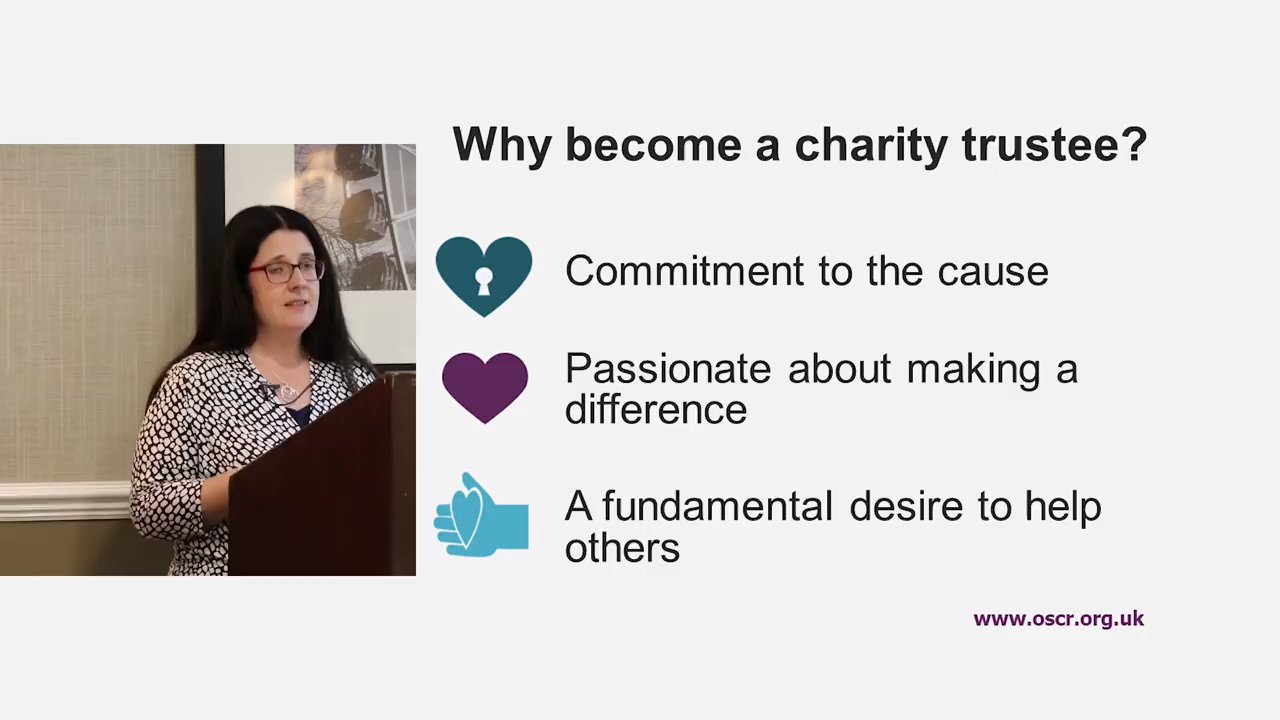 Why become a charity trustee?
Commitment to the cause
Passionate about making a
difference
A fundamental desire to help
others
www.oscr.org.uk